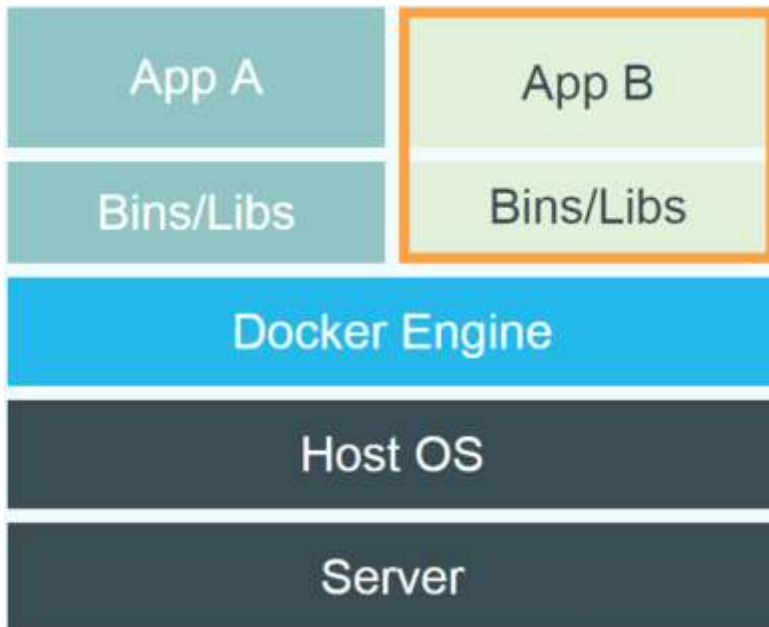 App A
App B
Bins/Libs
Bins/Libs
Docker Engine
Host OS
Server